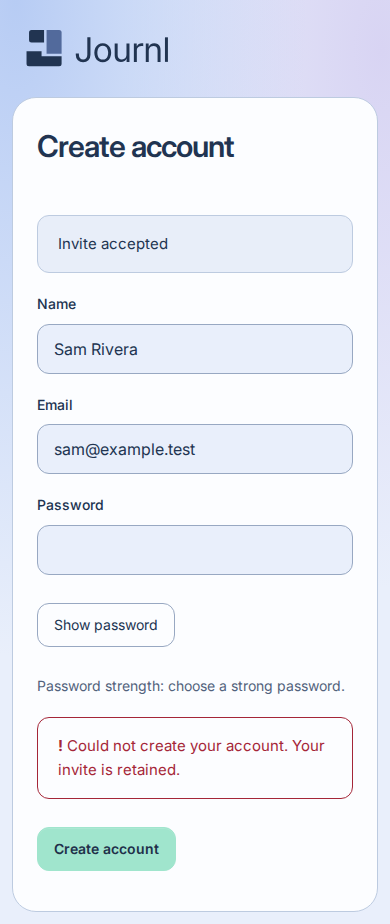 Journl
Create account
Invite accepted
Name
Sam Rivera
Email
sam@example.test
Password
Show password
Password strength: choose a strong password.
! Could not create your account. Your
invite is retained.
Create account